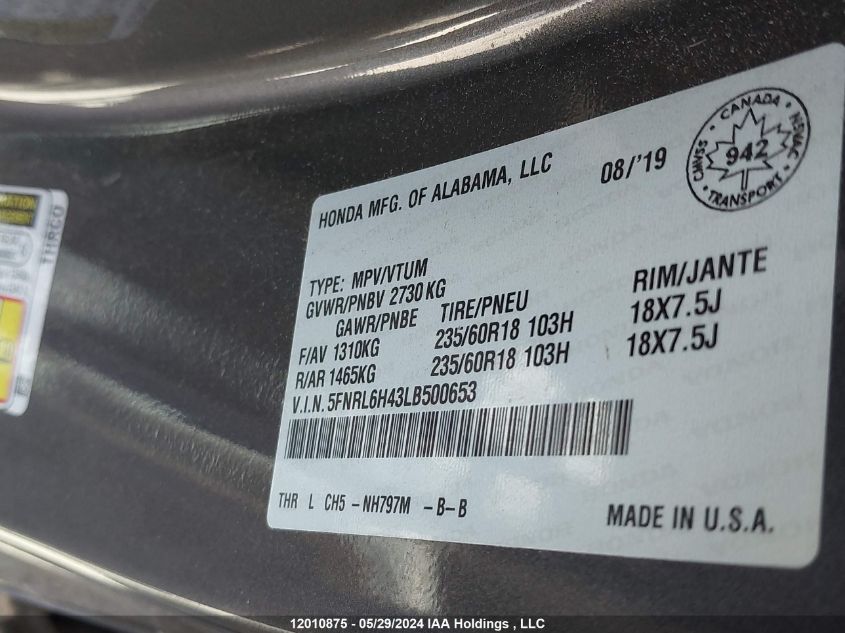 HONDA MFG. OF ALABAMA, LLC 08/'19
CANADA
CMVSS 942 NSVMAC
TRANSPORT
TYPE: MPV/VTUM
GVWR/PNBV 2730 KG
GAWR/PNBE TIRE/PNEU RIM/JANTE
F/AV 1310KG 235/60R18 103H 18X7.5J
R/AR 1465KG 235/60R18 103H 18X7.5J
V.I.N. 5FNRL6H43LB500653
THR L CH5 -NH797M -B-B
MADE IN U.S.A.
THRGO
12010875 - 05/29/2024 IAA Holdings , LLC